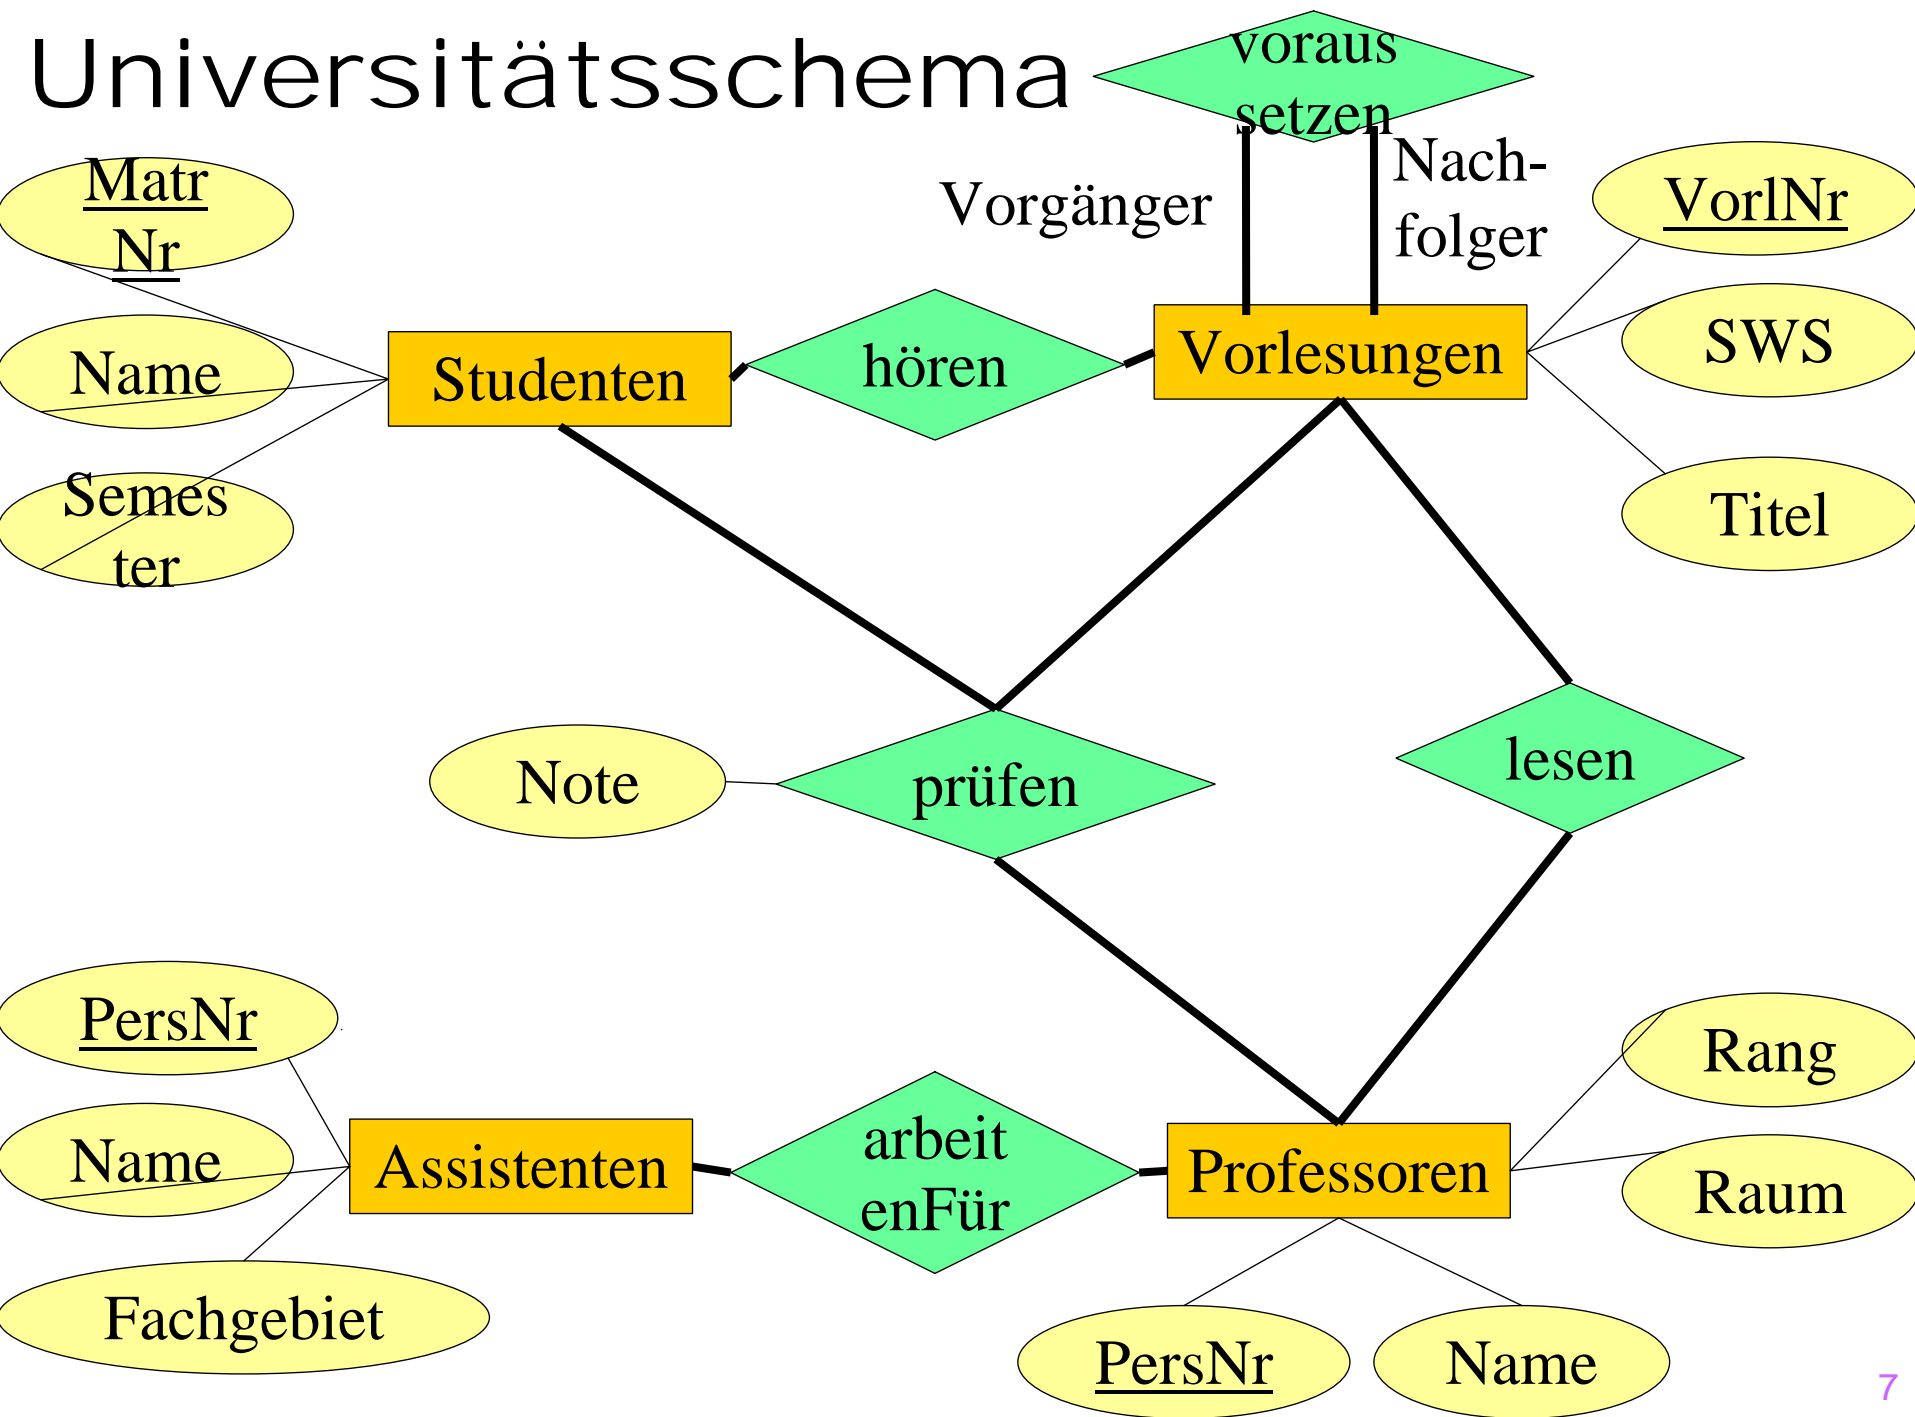 Universitätsschema
voraus
setzen
Matr
Nr
Vorgänger
Nach-
folger
VorlNr
Name
Studenten
hören
Vorlesungen
SWS
Semes
ter
Titel
Note
prüfen
lesen
PersNr
Rang
Name
Assistenten
arbeit
enFür
Professoren
Raum
Fachgebiet
PersNr
Name
7